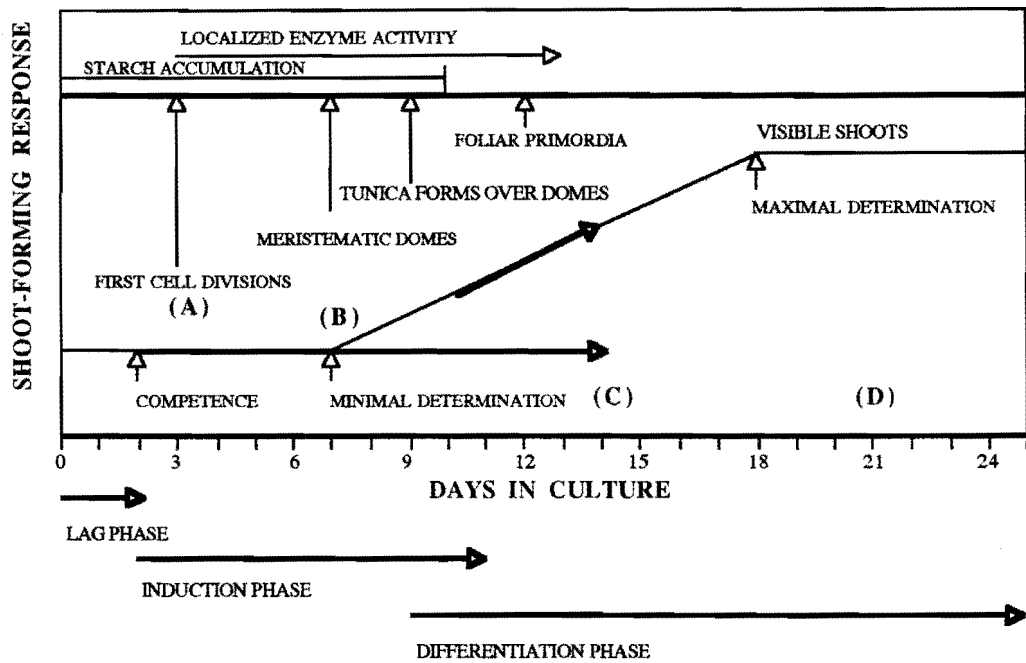 SHOOT-FORMING RESPONSE
LOCALIZED ENZYME ACTIVITY
STARCH ACCUMULATION
FOLIAR PRIMORDIA
VISIBLE SHOOTS
TUNICA FORMS OVER DOMES
MAXIMAL DETERMINATION
MERISTEMATIC DOMES
FIRST CELL DIVISIONS
(A)
(B)
COMPETENCE
MINIMAL DETERMINATION
(C)
(D)
0 3 6 9 12 15 18 21 24
DAYS IN CULTURE
LAG PHASE
INDUCTION PHASE
DIFFERENTIATION PHASE